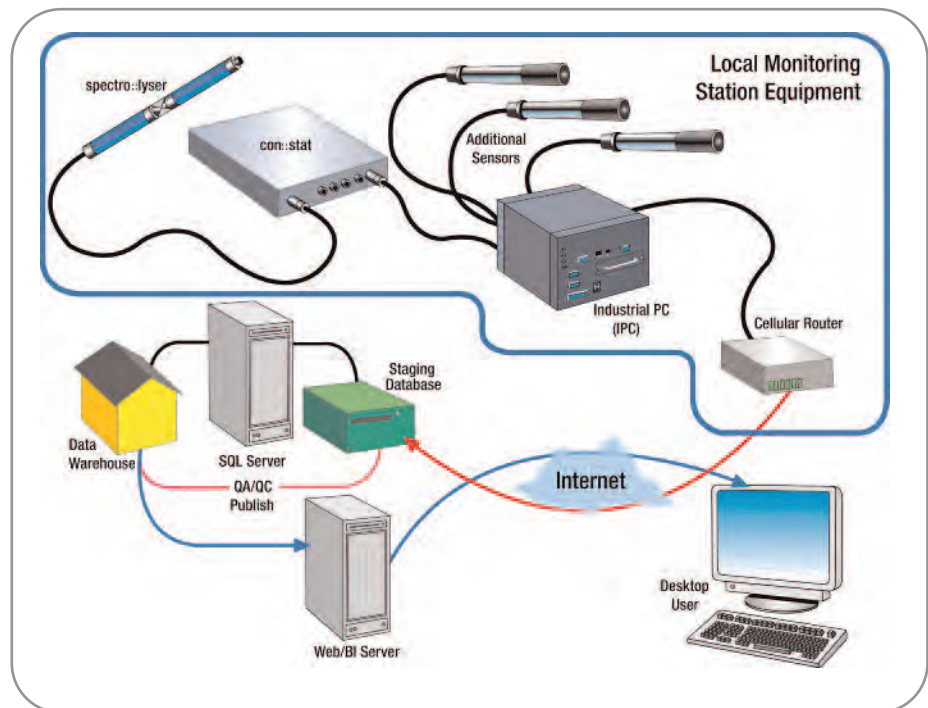 Local Monitoring
Station Equipment
spectro::lyser
con::stat
Additional
Sensors
Industrial PC
(IPC)
Cellular Router
Staging
Database
Data
Warehouse
SQL Server
QA/QC
Publish
Internet
Desktop
User
Web/BI Server